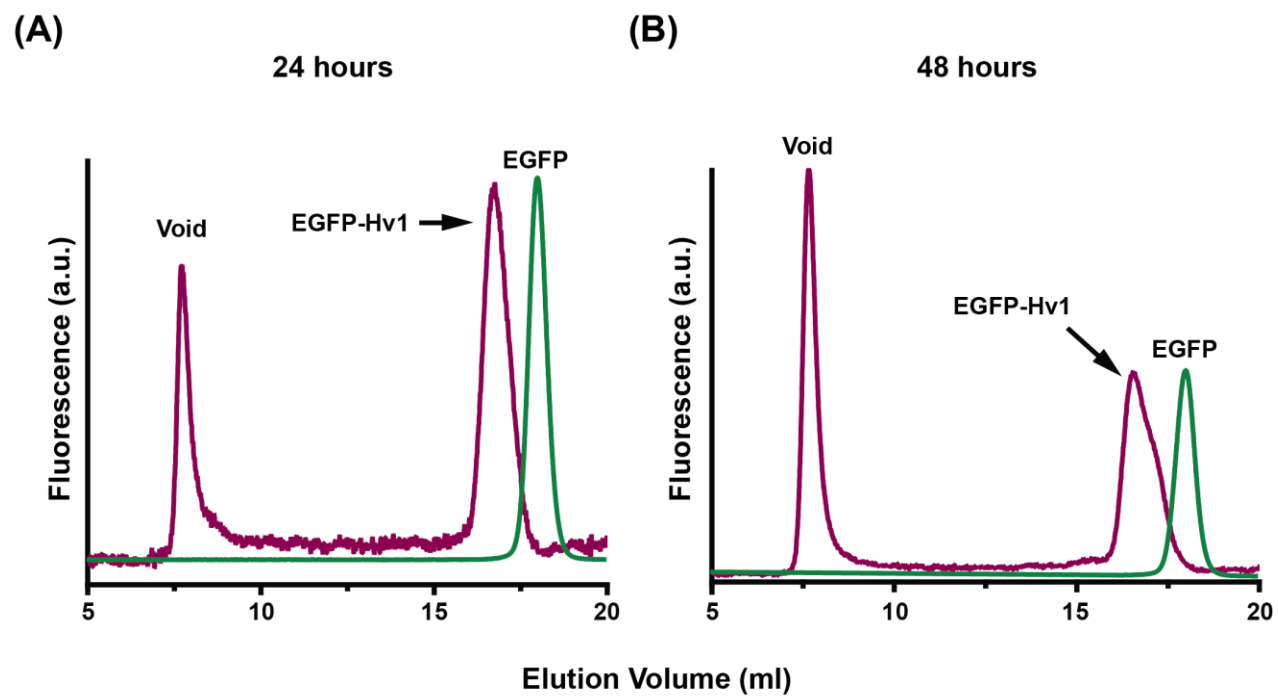 (A)
24 hours
Fluorescence (a.u.)
Void
EGFP-Hv1
EGFP
5
10
15
20
(B)
48 hours
Fluorescence (a.u.)
Void
EGFP-Hv1
EGFP
5
10
15
20
Elution Volume (ml)